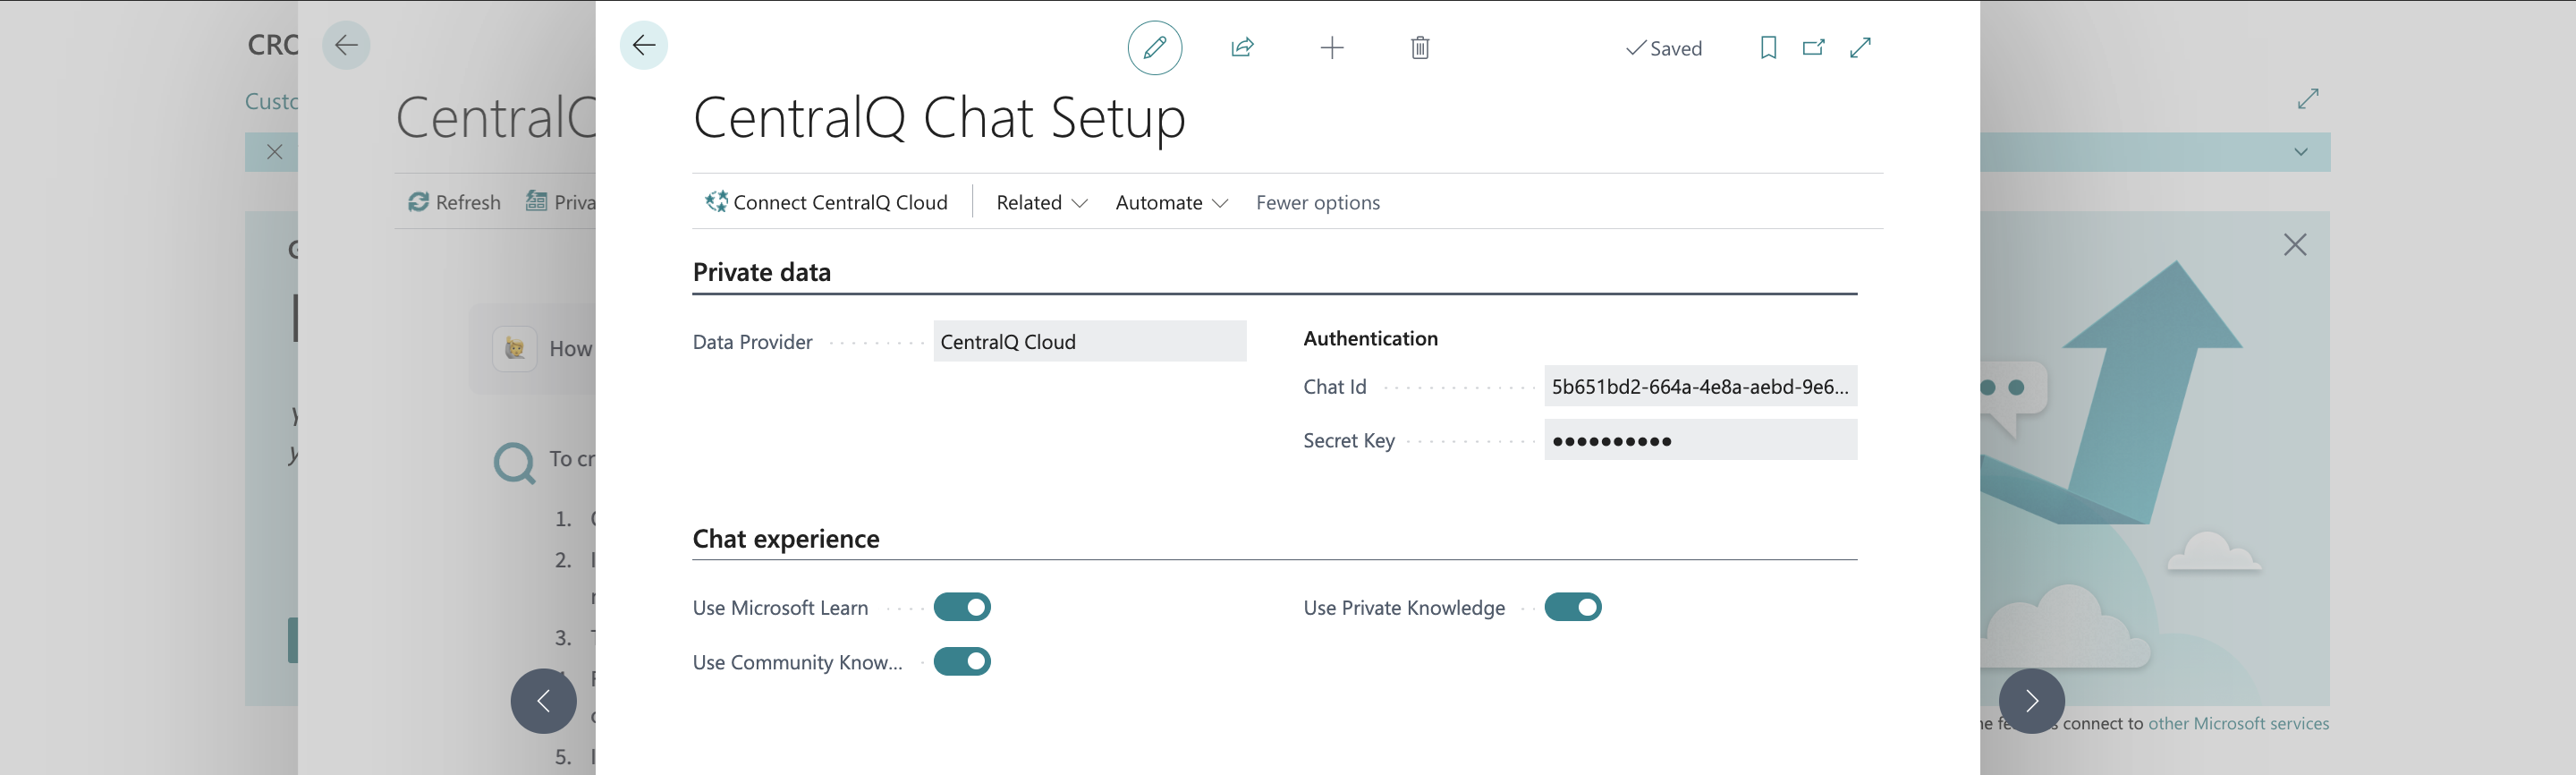 CRO
Custo
CentralQ
Refresh Priva
How
To cr
1.
2.
3.
5.
Saved
CentralQ Chat Setup
Connect CentralQ Cloud Related Automate Fewer options
Private data
Data Provider CentralQ Cloud
Authentication
Chat Id 5b651bd2-664a-4e8a-aebd-9e6...
Secret Key ••••••••••
Chat experience
Use Microsoft Learn Use Private Knowledge
Use Community Know...
connect to other Microsoft services